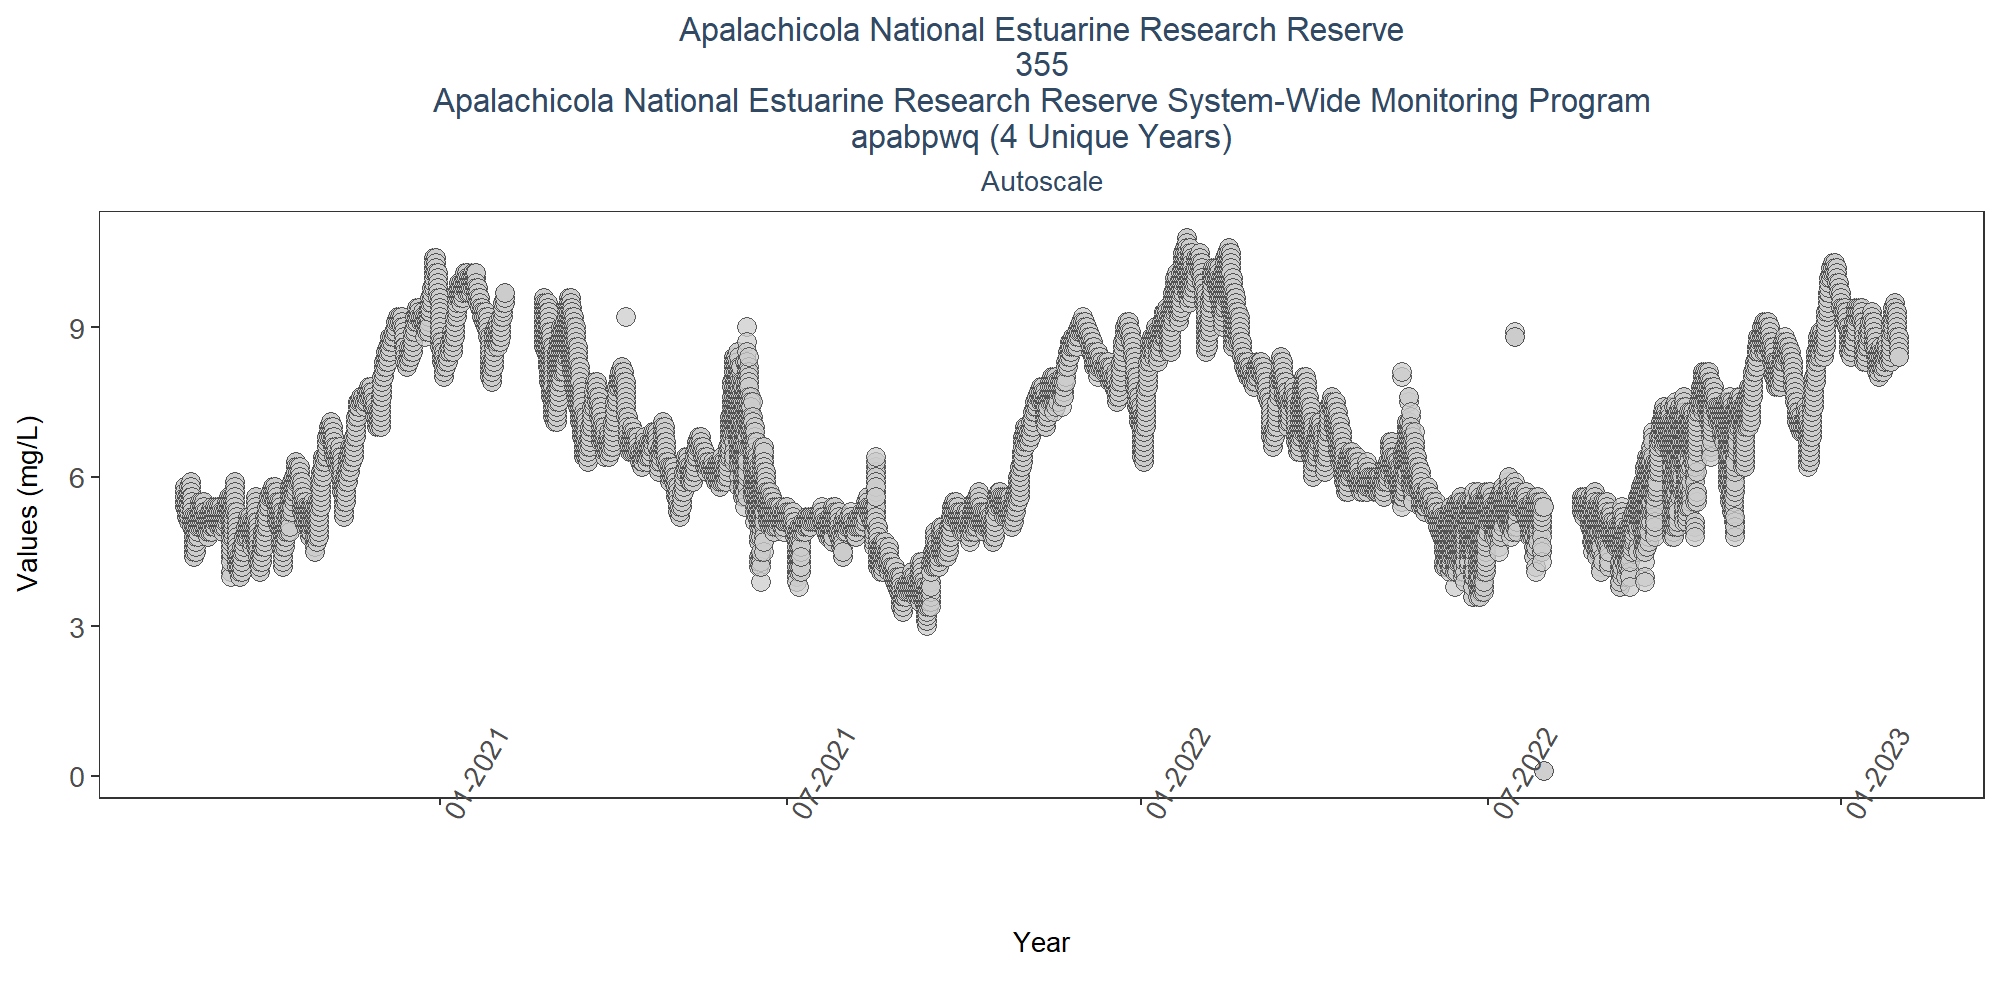 Apalachicola National Estuarine Research Reserve
355
Apalachicola National Estuarine Research Reserve System-Wide Monitoring Program
apabpwq (4 Unique Years)
Autoscale
Values (mg/L)
9
6
3
0
01-2021
07-2021
01-2022
07-2022
01-2023
Year